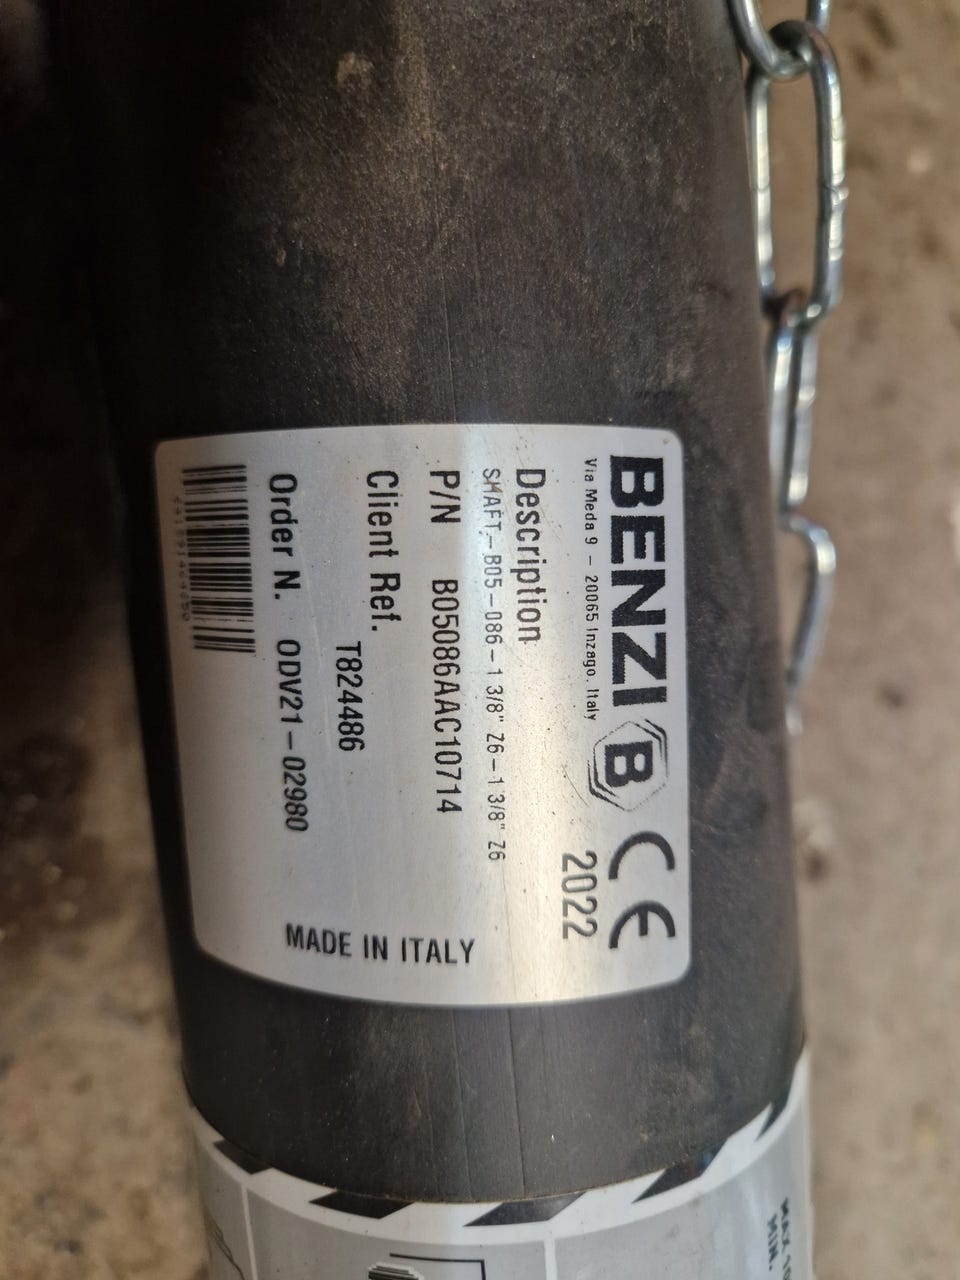 BENZI B CE
Via Meda 9 - 20065 Inzago. Italy
2022
Description
SHAFT-B05-086-1 3/8" Z6-1 3/8" Z6
P/N B05086AAC10714
Client Ref.
T824486
Order N. ODV21-02980
MADE IN ITALY
MIN.